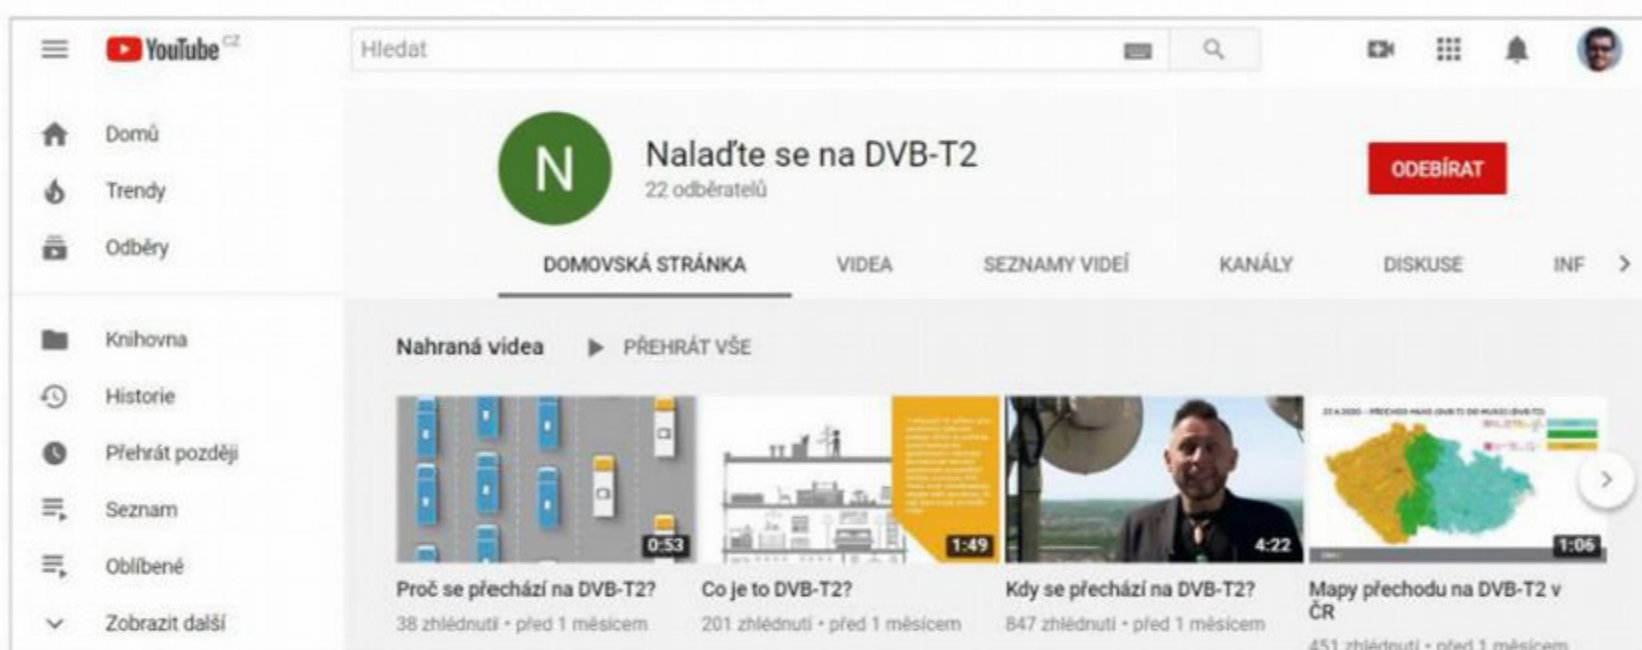 YouTube CZ
Hledat
Domů
Trendy
Odběry
Knihovna
Historie
Přehrát později
Seznam
Oblíbené
Zobrazit další
N
Nalaďte se na DVB-T2
22 odběratelů
ODEBÍRAT
DOMOVSKÁ STRÁNKA VIDEA SEZNAMY VIDEÍ KANÁLY DISKUSE INF
Nahraná videa PŘEHRÁT VŠE
0:53
Proč se přechází na DVB-T2?
38 zhlédnutí • před 1 měsícem
1:49
Co je to DVB-T2?
201 zhlédnutí • před 1 měsícem
4:22
Kdy se přechází na DVB-T2?
847 zhlédnutí • před 1 měsícem
1:06
Mapy přechodu na DVB-T2 v
ČR
451 zhlédnutí • před 1 měsícem